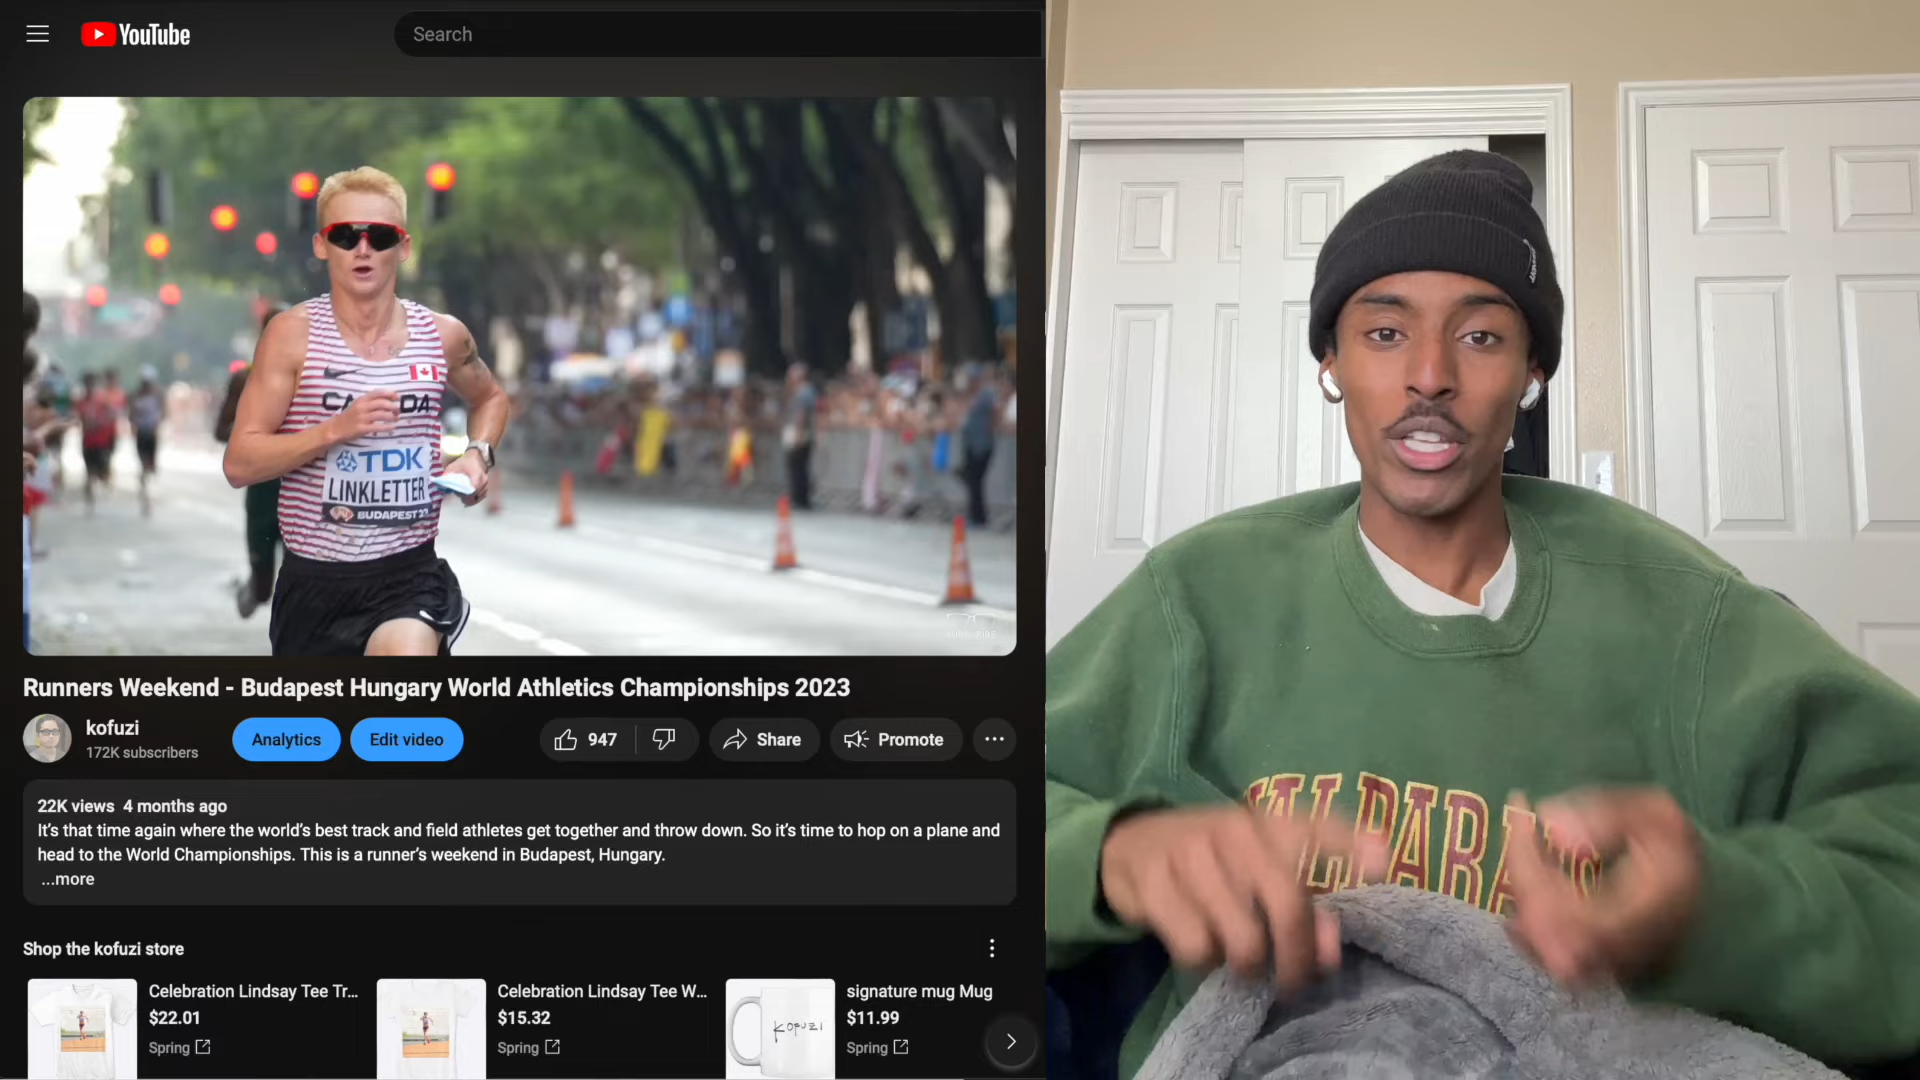 YouTube
Search
CA DA
TDK
LINKLETTER
BUDAPEST23
Runners Weekend - Budapest Hungary World Athletics Championships 2023
kofuzi
172K subscribers
Analytics
Edit video
947
Share
Promote
22K views 4 months ago
It's that time again where the world's best track and field athletes get together and throw down. So it's time to hop on a plane and
head to the World Championships. This is a runner's weekend in Budapest, Hungary.
...more
Shop the kofuzi store
Celebration Lindsay Tee Tr...
$22.01
Spring
Celebration Lindsay Tee W...
$15.32
Spring
kofuzi
signature mug Mug
$11.99
Spring
ALPARA